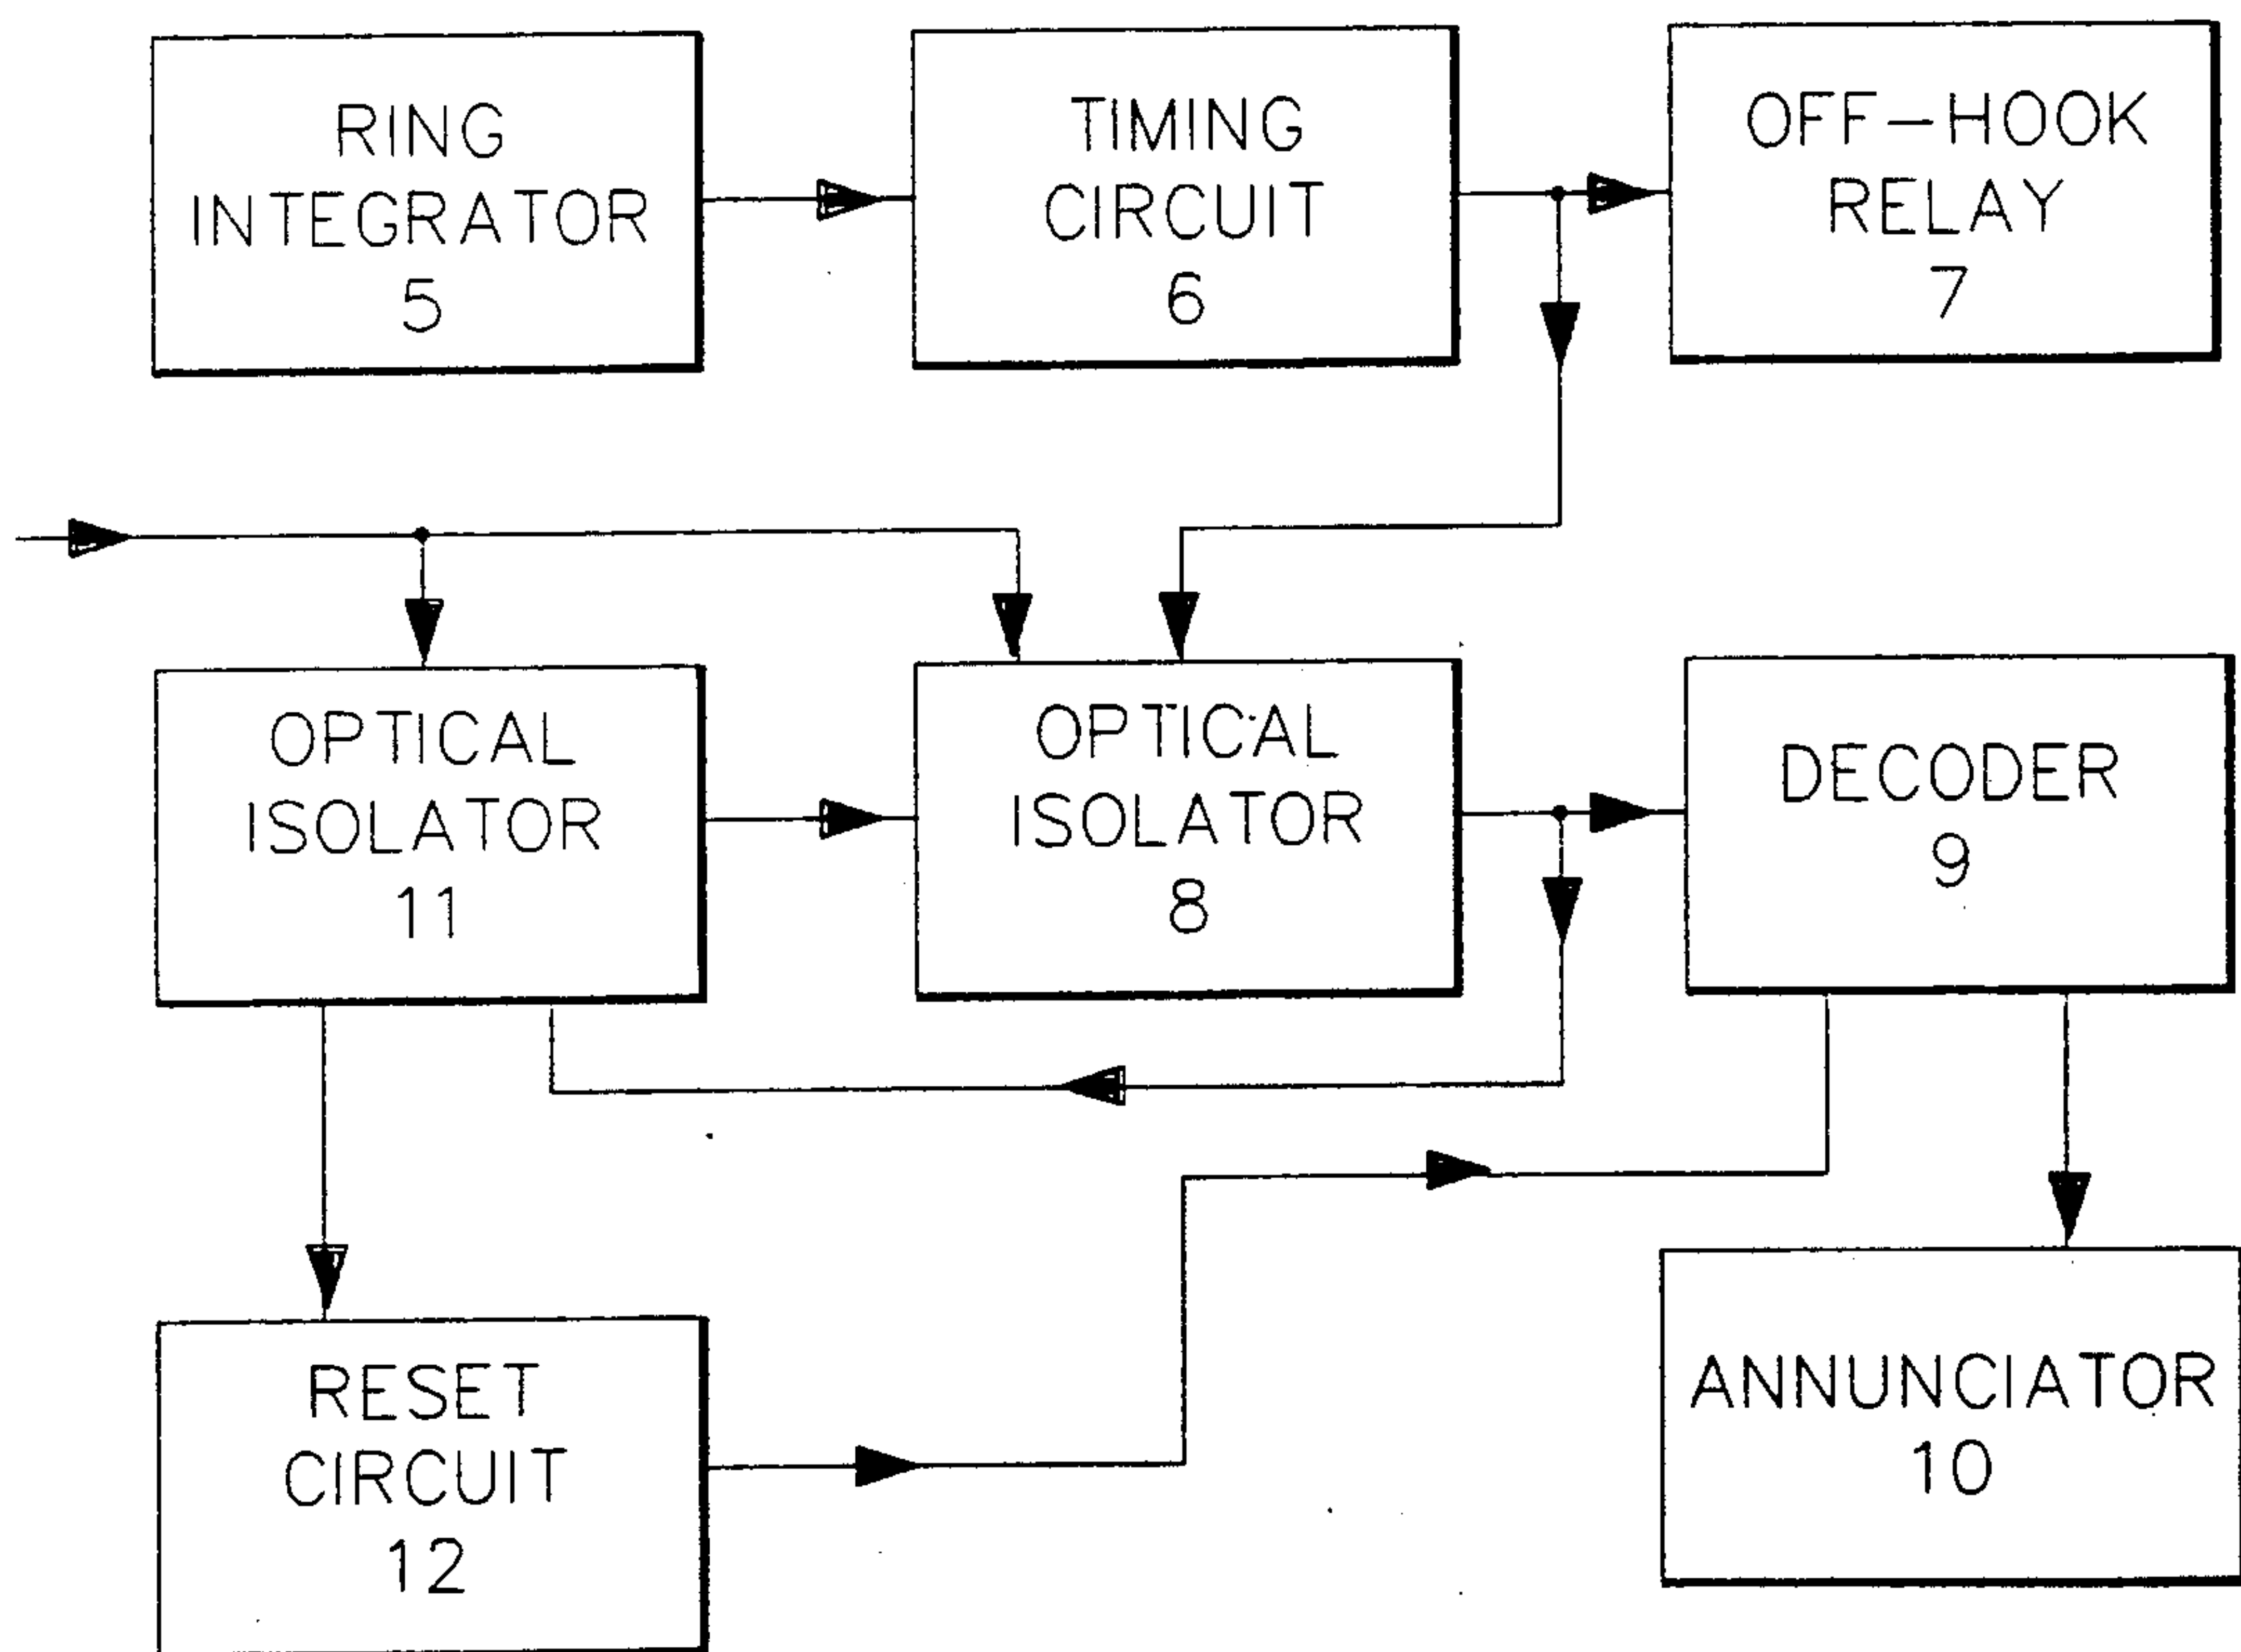 RING
INTEGRATOR
5
TIMING
CIRCUIT
6
OFF-HOOK
RELAY
7
OPTICAL
ISOLATOR
11
OPTICAL
ISOLATOR
8
DECODER
9
RESET
CIRCUIT
12
ANNUNCIATOR
10